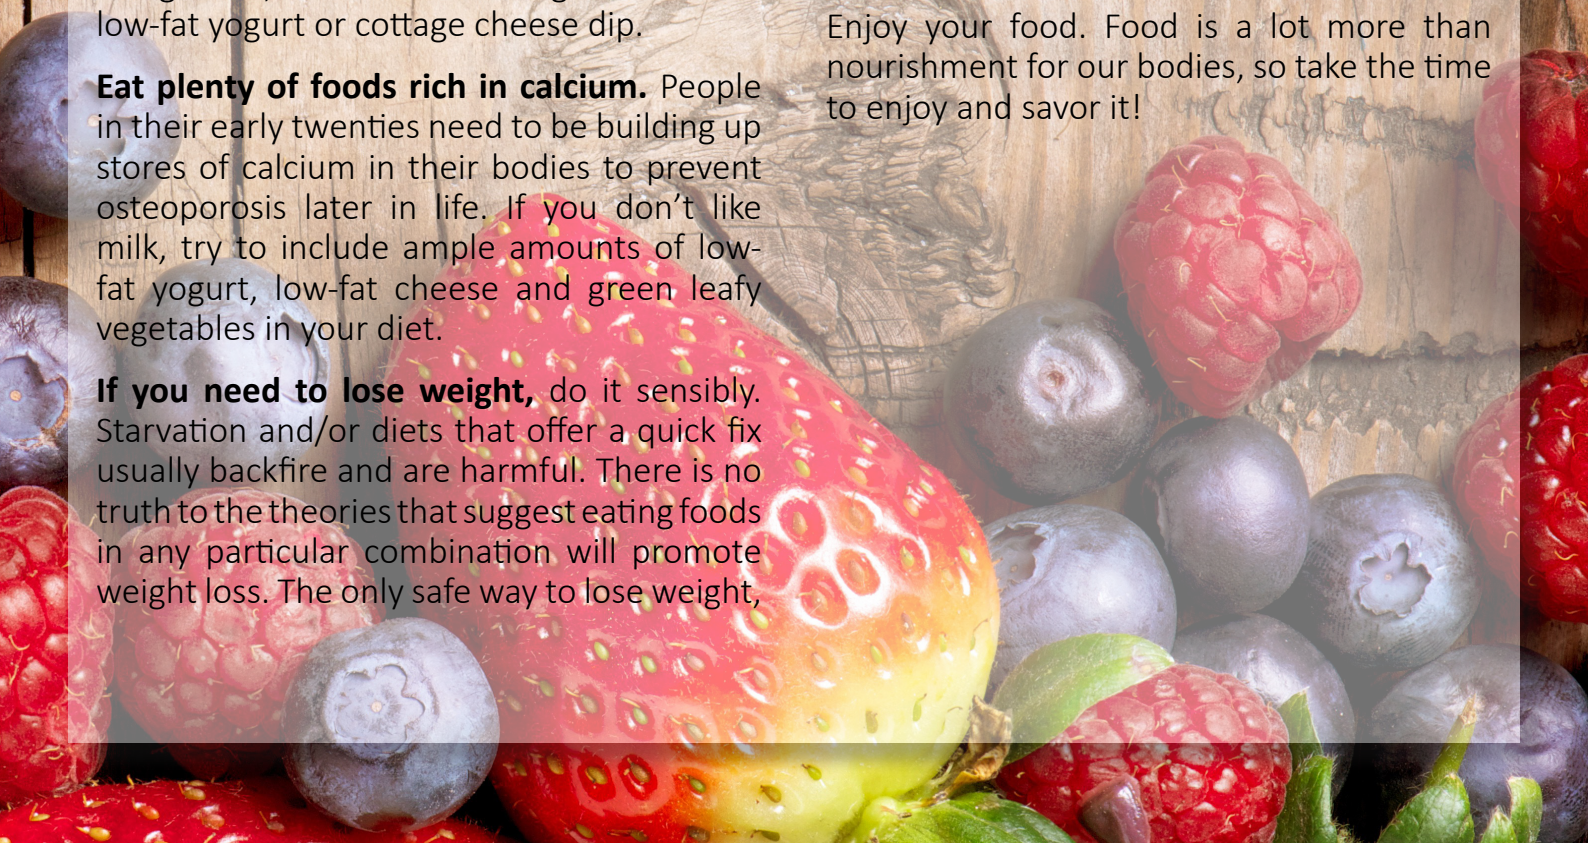 low-fat yogurt or cottage cheese dip.
Eat plenty of foods rich in calcium. People
in their early twenties need to be building up
stores of calcium in their bodies to prevent
osteoporosis later in life. If you don’t like
milk, try to include ample amounts of low-
fat yogurt, low-fat cheese and green leafy
vegetables in your diet.
If you need to lose weight, do it sensibly.
Starvation and/or diets that offer a quick fix
usually backfire and are harmful. There is no
truth to the theories that suggest eating foods
in any particular combination will promote
weight loss. The only safe way to lose weight,
Enjoy your food. Food is a lot more than
nourishment for our bodies, so take the time
to enjoy and savor it!